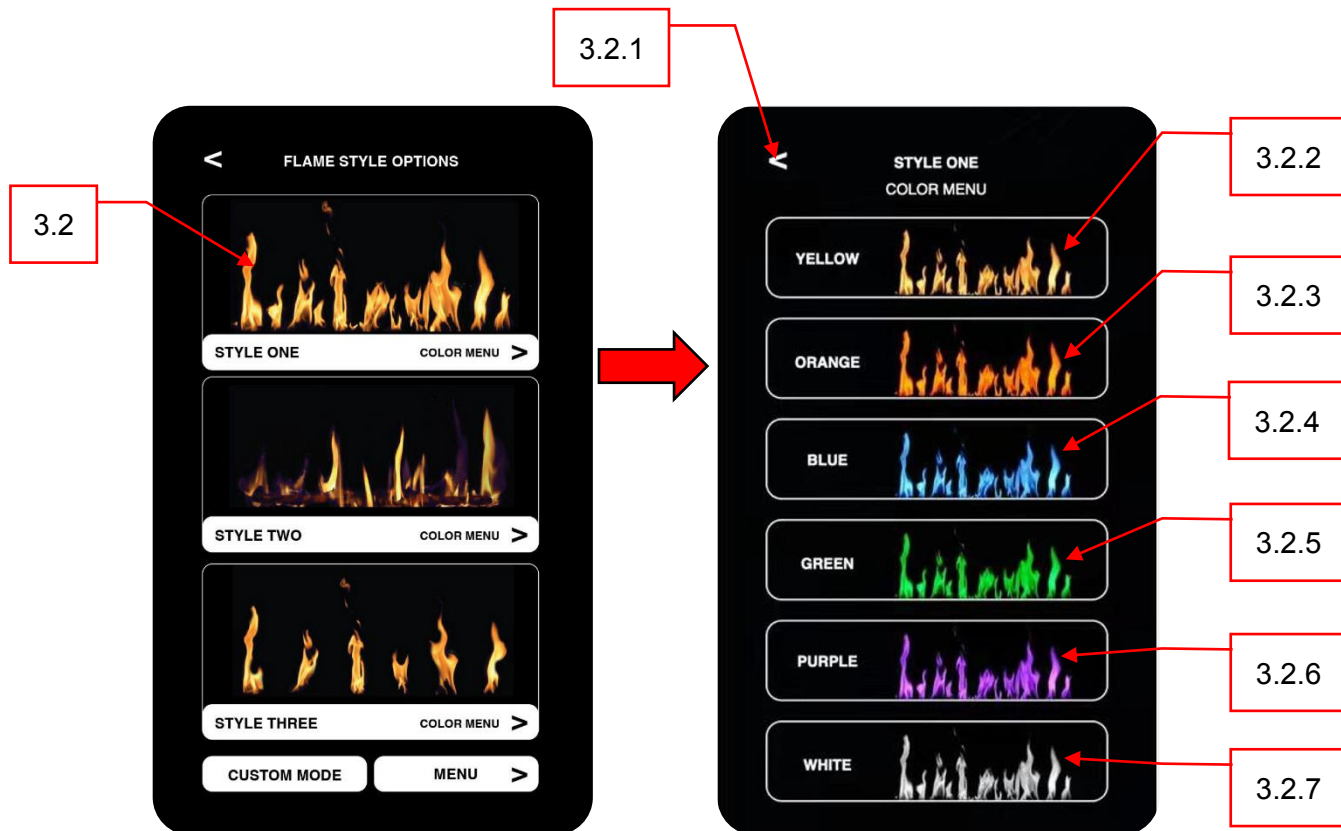 3.2.1
< FLAME STYLE OPTIONS
3.2
STYLE ONE COLOR MENU >
STYLE TWO COLOR MENU >
STYLE THREE COLOR MENU >
CUSTOM MODE
MENU >
<
STYLE ONE
COLOR MENU
YELLOW
ORANGE
BLUE
GREEN
PURPLE
WHITE
3.2.2
3.2.3
3.2.4
3.2.5
3.2.6
3.2.7